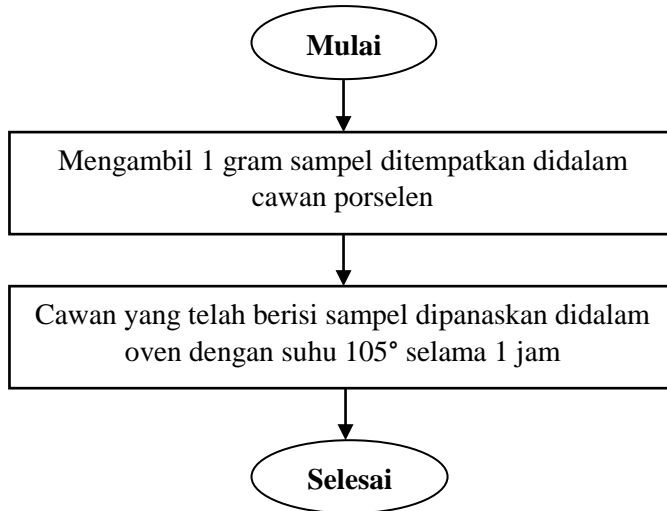 Mulai
Mengambil 1 gram sampel ditempatkan didalam
cawan porselen
Cawan yang telah berisi sampel dipanaskan didalam
oven dengan suhu 105° selama 1 jam
Selesai